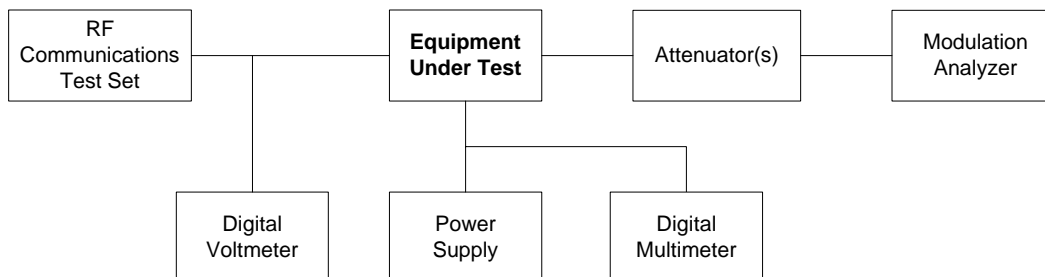 RF
Communications
Test Set
Equipment
Under Test
Attenuator(s)
Modulation
Analyzer
Digital
Voltmeter
Power
Supply
Digital
Multimeter